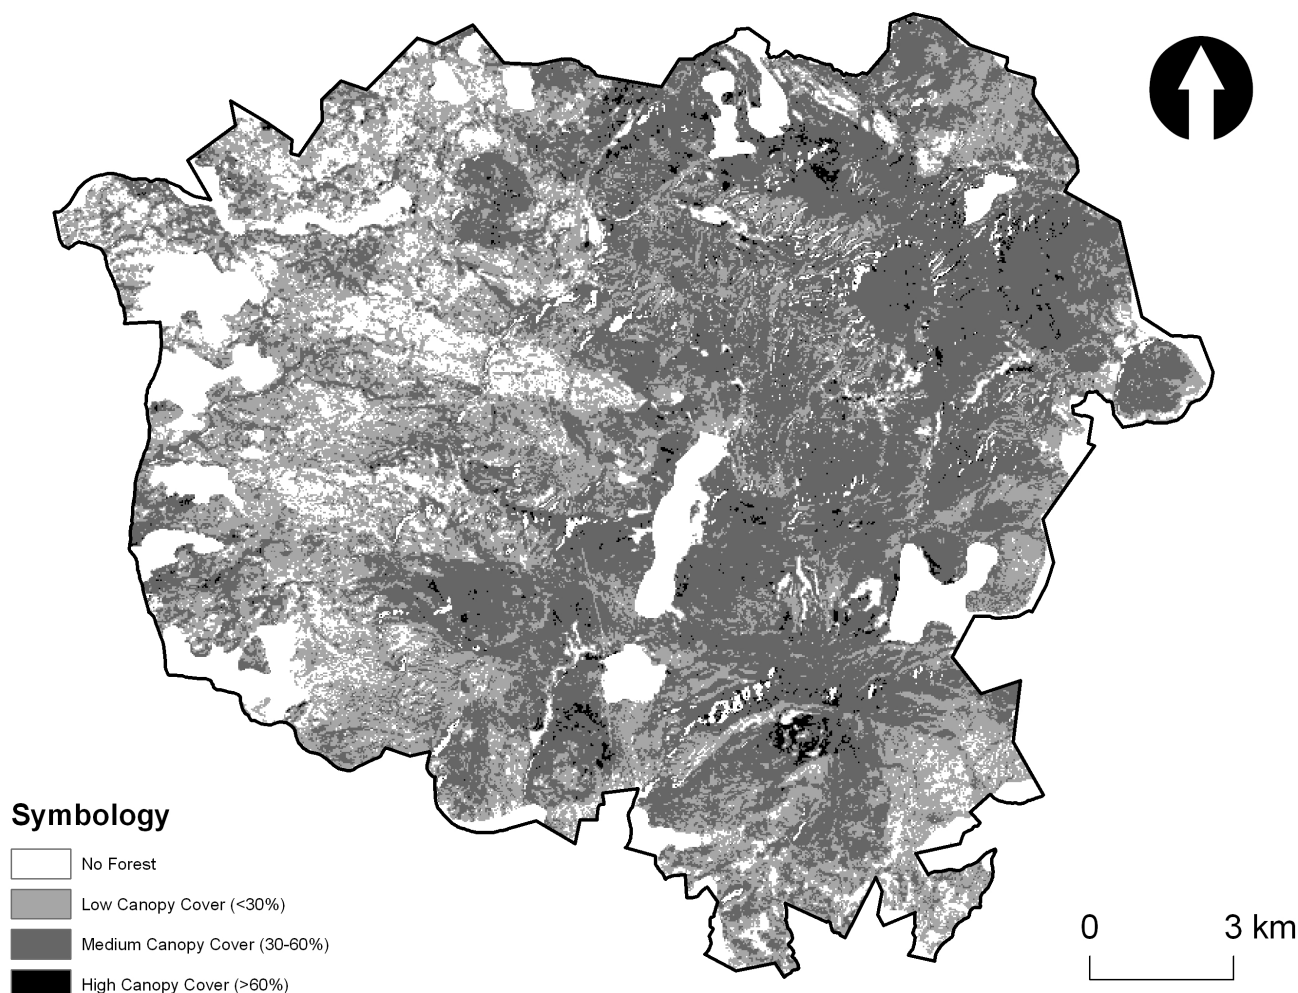 Symbology
No Forest
Low Canopy Cover (<30%)
Medium Canopy Cover (30-60%)
High Canopy Cover (>60%)
0 3 km